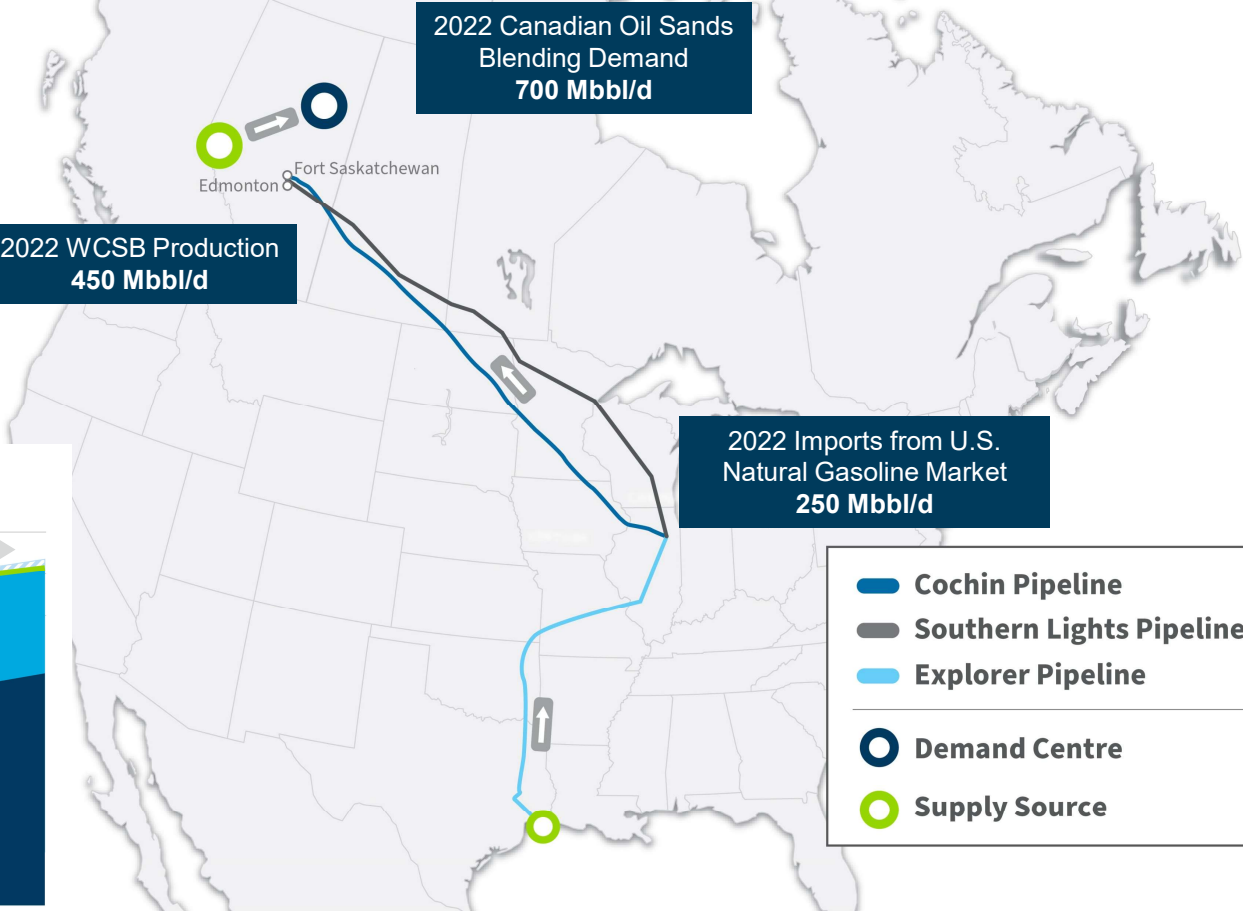 2022 Canadian Oil Sands
Blending Demand
700 Mbbl/d
Fort Saskatchewan
Edmonton
2022 WCSB Production
450 Mbbl/d
2022 Imports from U.S.
Natural Gasoline Market
250 Mbbl/d
Cochin Pipeline
Southern Lights Pipeline
Explorer Pipeline
Demand Centre
Supply Source